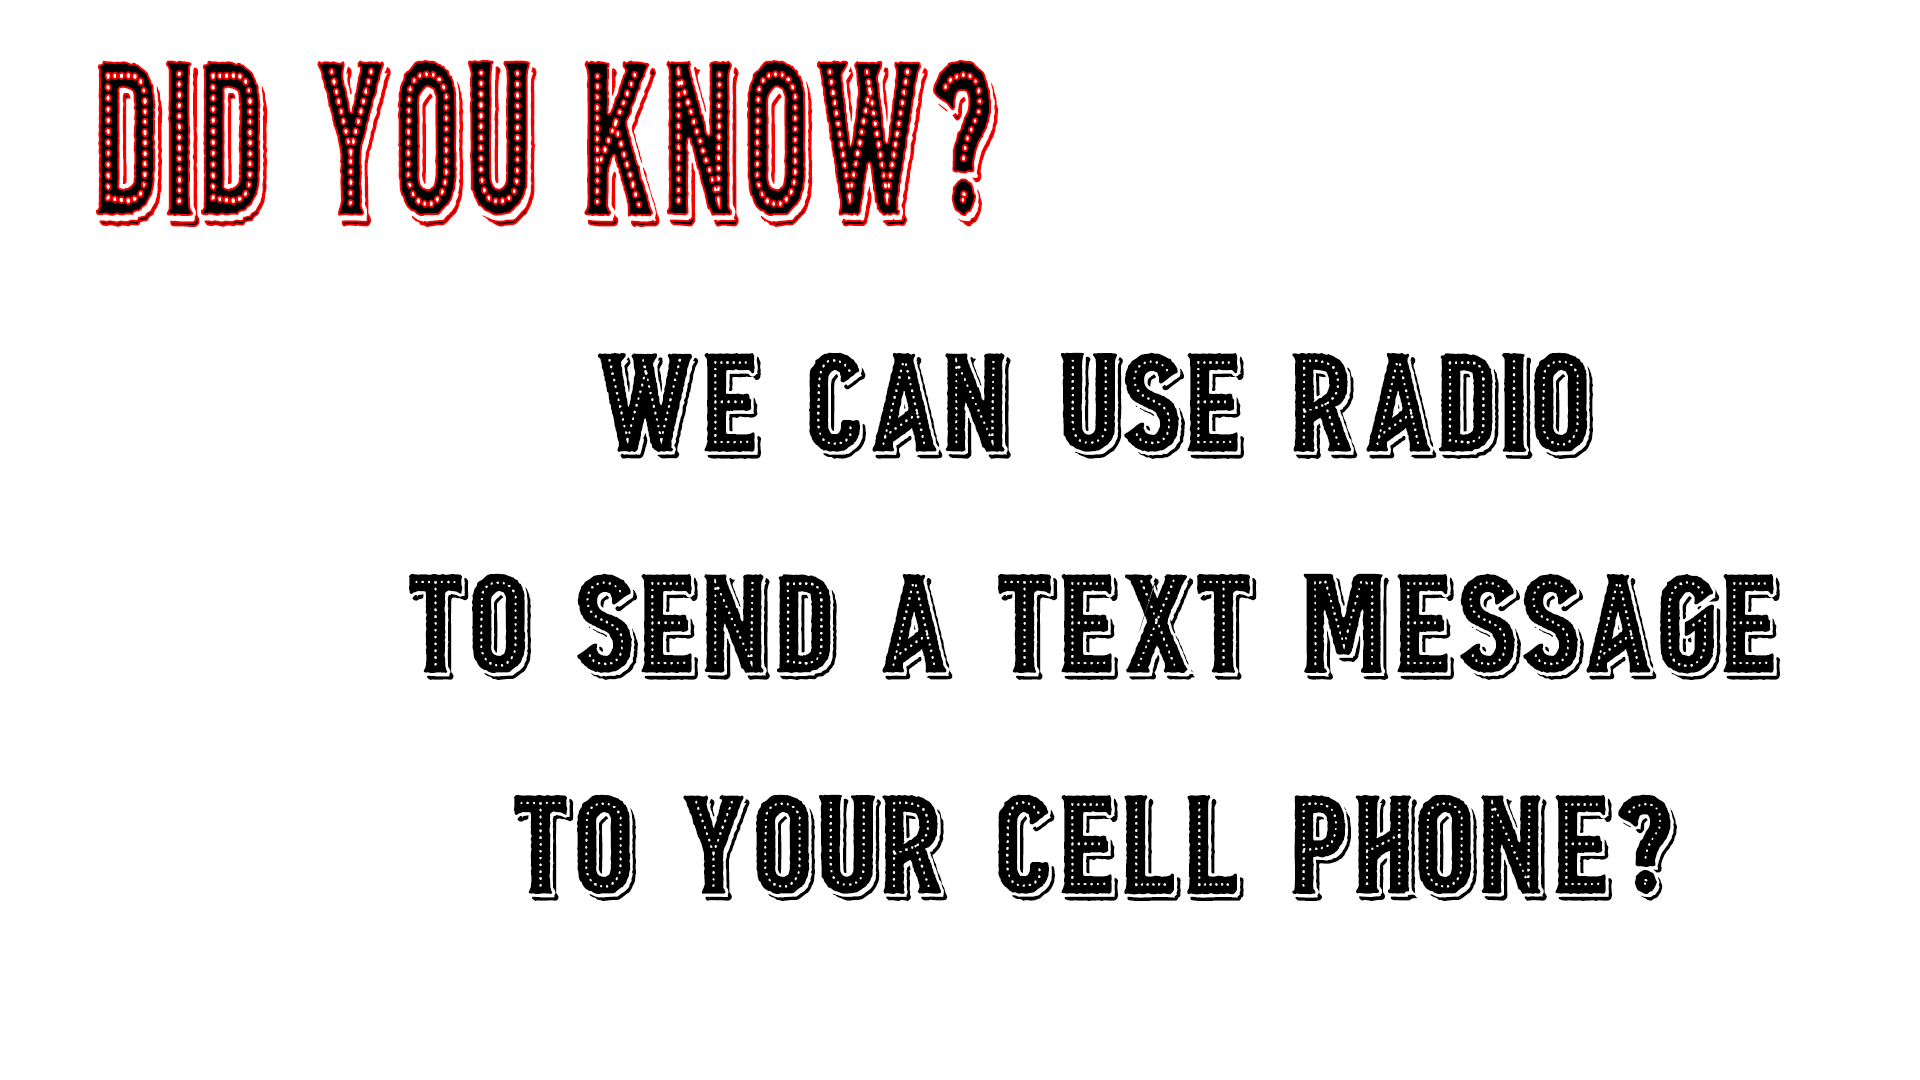 DID YOU KNOW?
WE CAN USE RADIO
TO SEND A TEXT MESSAGE
TO YOUR CELL PHONE?